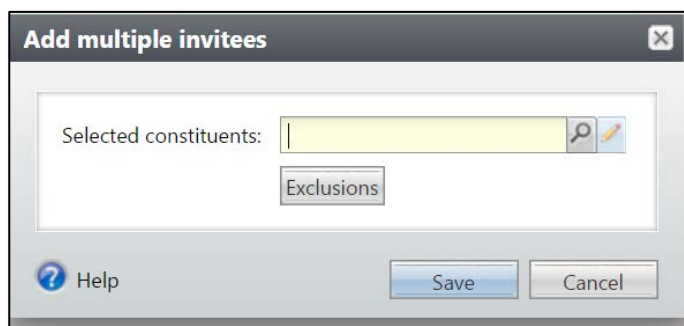 Add multiple invitees
Selected constituents:
Exclusions
Help
Save
Cancel